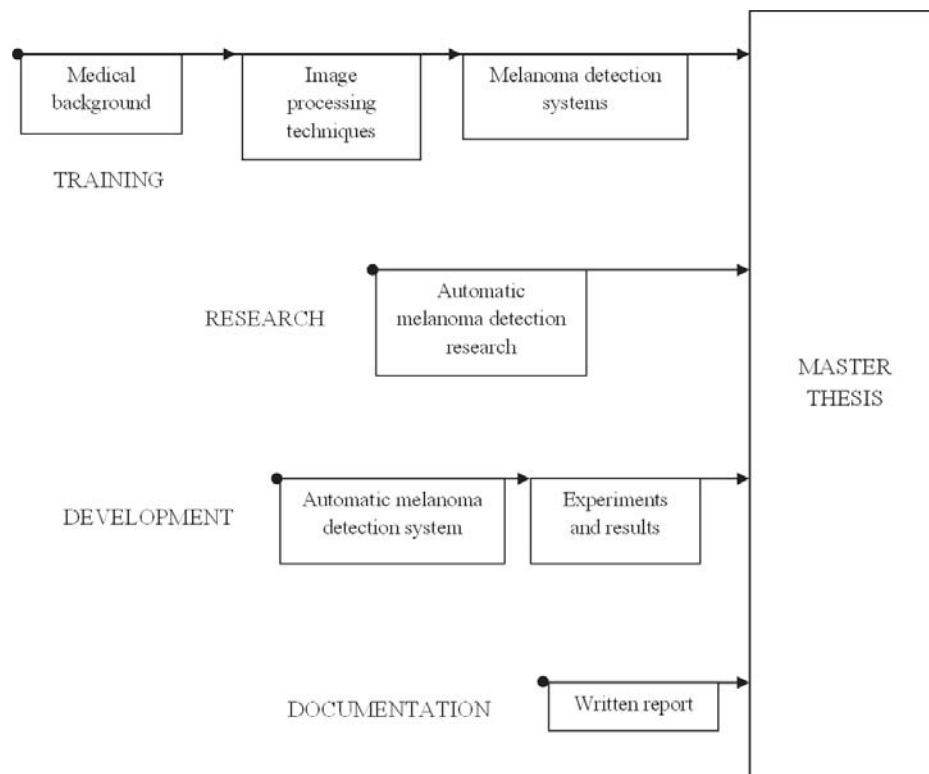 Medical
background
Image
processing
techniques
Melanoma detection
systems
TRAINING
RESEARCH
Automatic
melanoma detection
research
MASTER
THESIS
DEVELOPMENT
Automatic melanoma
detection system
Experiments
and results
DOCUMENTATION
Written report